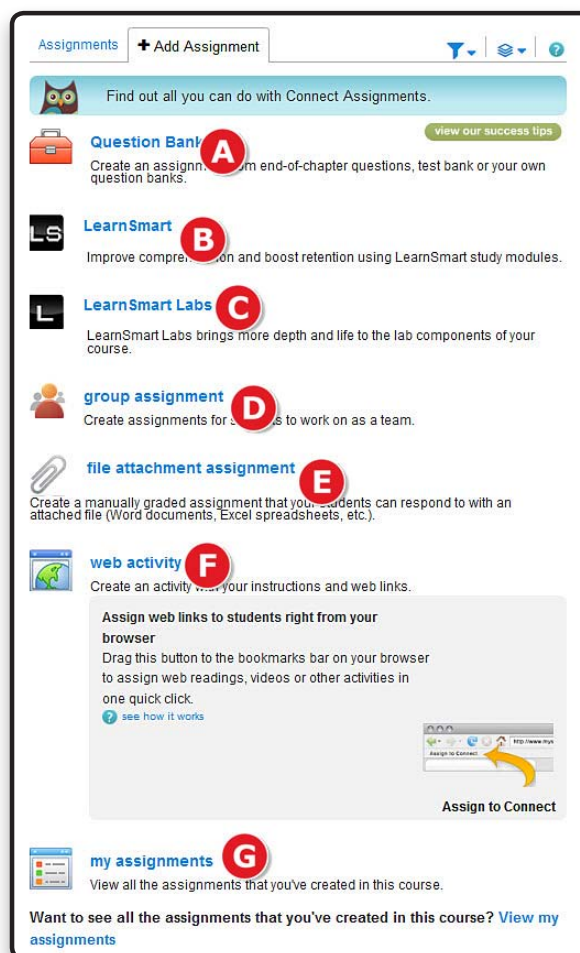 Assignments + Add Assignment ?
Find out all you can do with Connect Assignments.
view our success tips
Question Bank A
Create an assignm from end-of-chapter questions, test bank or your own
question banks.
LS LearnSmart B
Improve compre ion and boost retention using LearnSmart study modules.
L LearnSmart Labs C
LearnSmart Labs brings more depth and life to the lab components of your
course.
group assignment D
Create assignments for s s to work on as a team.
file attachment assignment E
Create a manually graded assignment that your students can respond to with an
attached file (Word documents, Excel spreadsheets, etc.).
web activity F
Create an activity with your instructions and web links.
Assign web links to students right from your
browser
Drag this button to the bookmarks bar on your browser
to assign web readings, videos or other activities in
one quick click.
? see how it works
http://www.mys
Assign to Connect
Assign to Connect
my assignments G
View all the assignments that you've created in this course.
Want to see all the assignments that you've created in this course? View my
assignments